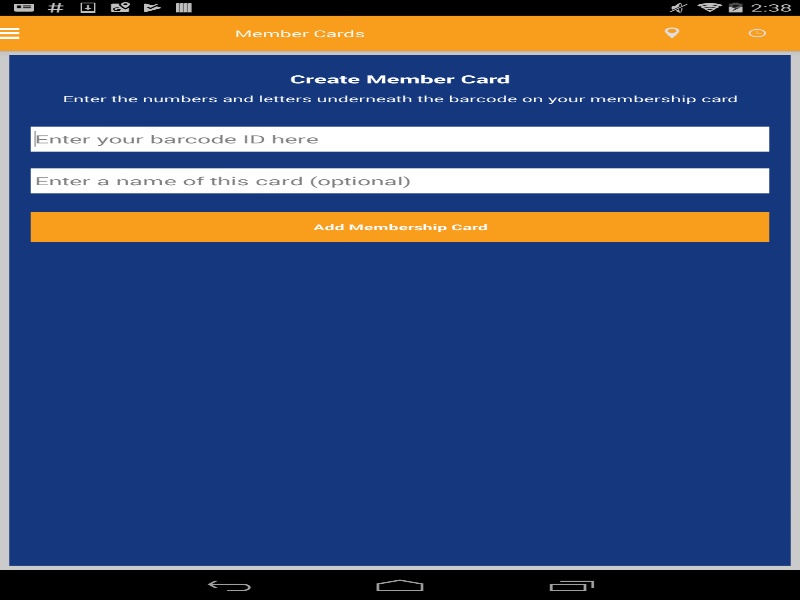 2:38
Member Cards
Create Member Card
Enter the numbers and letters underneath the barcode on your membership card
Enter your barcode ID here
Enter a name of this card (optional)
Add Membership Card